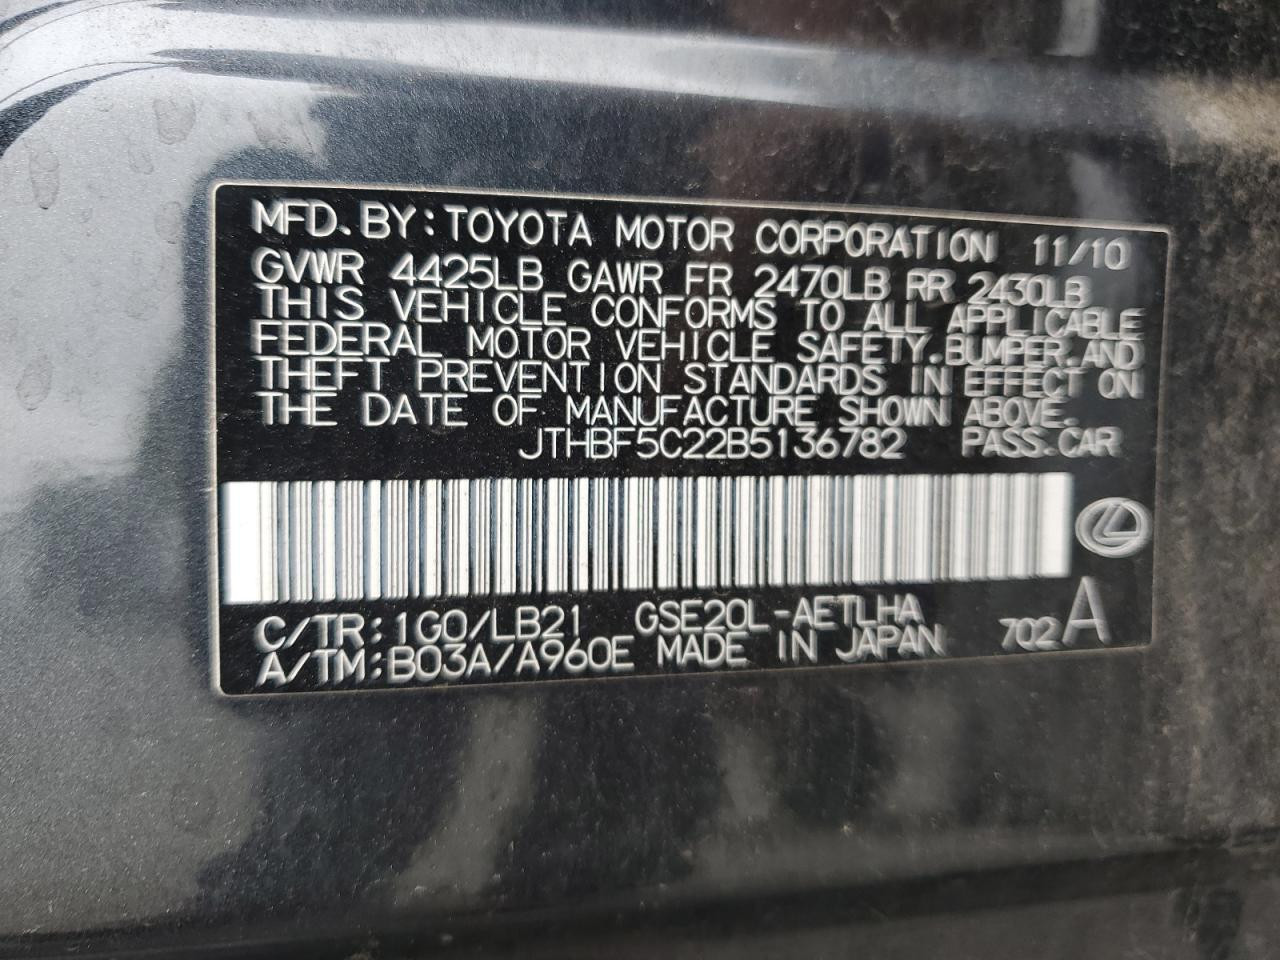 MFD. BY: TOYOTA MOTOR CORPORATION 11/10
GVWR 4425LB GAWR FR 2470LB RR 2430LB
THIS VEHICLE CONFORMS TO ALL APPLICABLE
FEDERAL MOTOR VEHICLE SAFETY, BUMPER, AND
THEFT PREVENTION STANDARDS IN EFFECT ON
THE DATE OF MANUFACTURE SHOWN ABOVE.
JTHBF5C22B5136782 PASS. CAR
C/TR: 1G0/LB21 GSE20L-AETLHA
A/TM: B03A/A960E MADE IN JAPAN 702 A